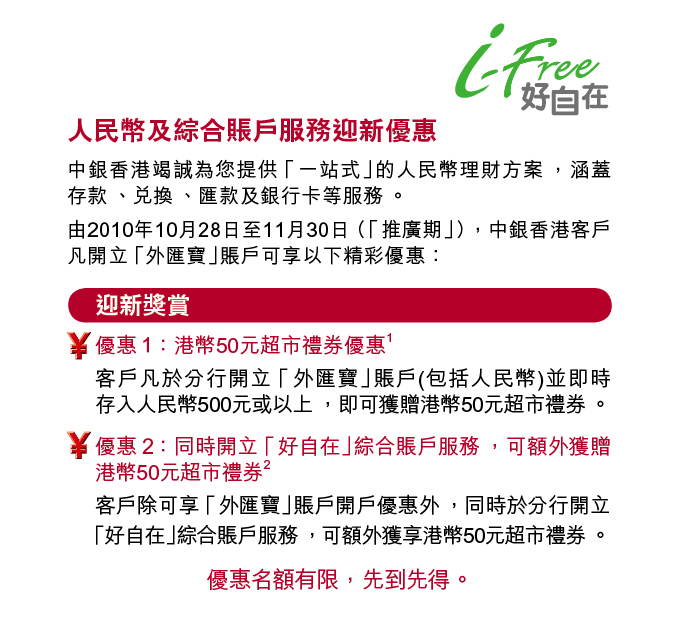 i-Free
好自在
人民幣及綜合賬戶服務迎新優惠
中銀香港竭誠為您提供「一站式」的人民幣理財方案，涵蓋
存款、兌換、匯款及銀行卡等服務。
由2010年10月28日至11月30日（「推廣期」），中銀香港客戶
凡開立「外匯寶」賬戶可享以下精彩優惠：
迎新獎賞
¥ 優惠 1：港幣50元超市禮券優惠1
客戶凡於分行開立「外匯寶」賬戶(包括人民幣)並即時
存入人民幣500元或以上，即可獲贈港幣50元超市禮券。
¥ 優惠 2：同時開立「好自在」綜合賬戶服務，可額外獲贈
港幣50元超市禮券2
客戶除可享「外匯寶」賬戶開戶優惠外，同時於分行開立
「好自在」綜合賬戶服務，可額外獲享港幣50元超市禮券。
優惠名額有限，先到先得。